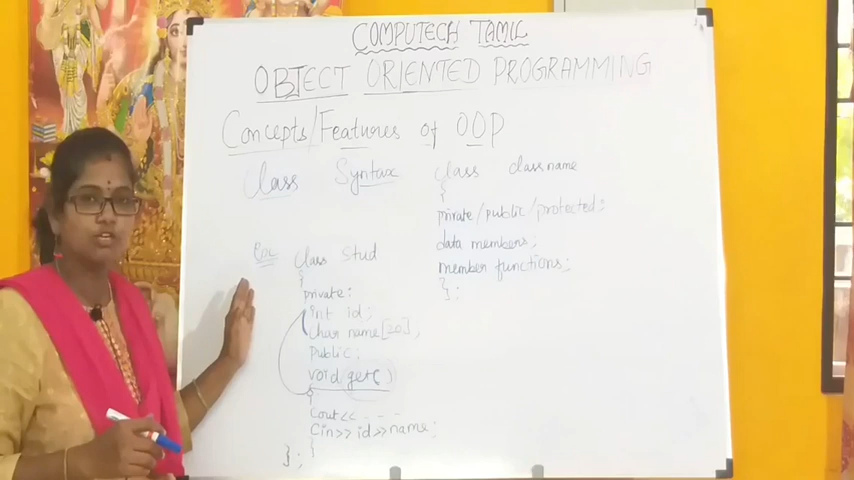 COMPUTECH TAMIL
OBJECT ORIENTED PROGRAMMING
Concepts/Features of OOP
Class Syntax class classname
{
private/public/protected;
data members;
member functions;
};
class stud
{
private:
int id;
char name[20],
public:
void get( )
{
cout<< - - -
cin>> id>>name;
}
};